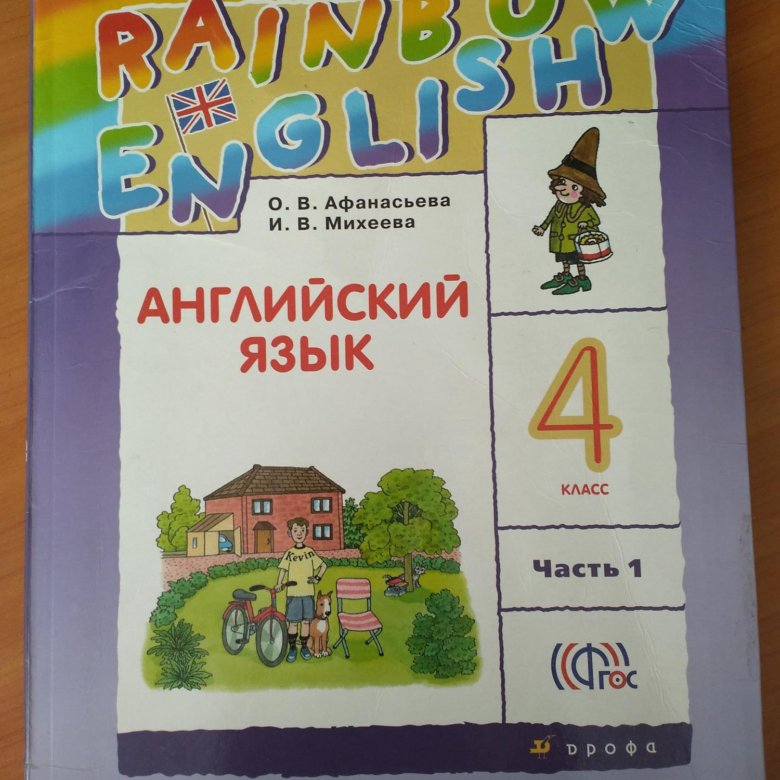 RAINBOW
ENGLISH
О. В. Афанасьева
И. В. Михеева
АНГЛИЙСКИЙ
ЯЗЫК
4
КЛАСС
Kevin
Часть 1
ФГОС
дрофа